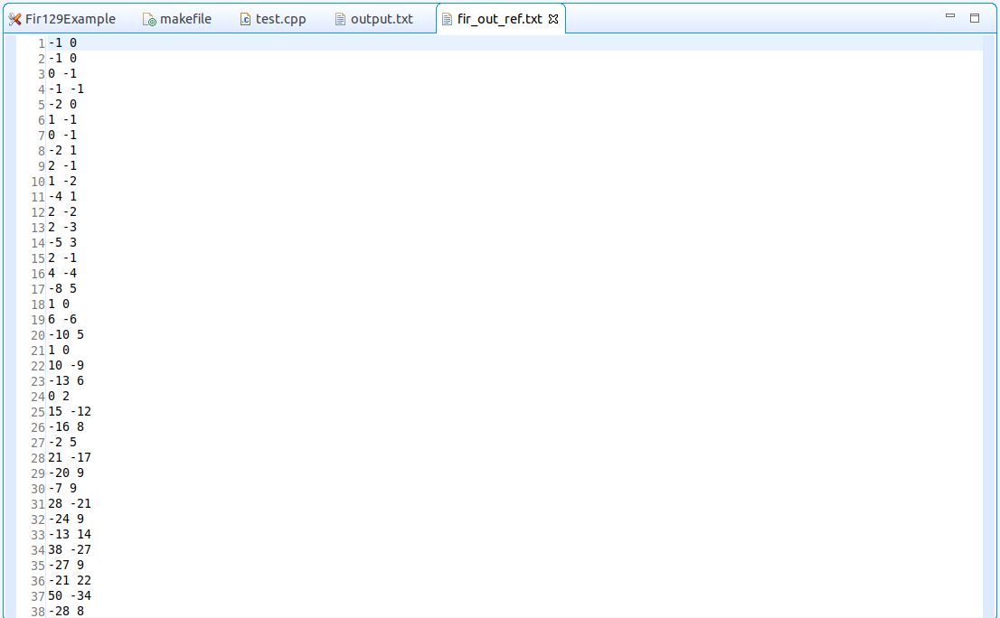 Fir129Example makefile test.cpp output.txt fir_out_ref.txt
1 -1 0
2 -1 0
3 0 -1
4 -1 -1
5 -2 0
6 1 -1
7 0 -1
8 -2 1
9 2 -1
10 1 -2
11 -4 1
12 2 -2
13 2 -3
14 -5 3
15 2 -1
16 4 -4
17 -8 5
18 1 0
19 6 -6
20 -10 5
21 1 0
22 10 -9
23 -13 6
24 0 2
25 15 -12
26 -16 8
27 -2 5
28 21 -17
29 -20 9
30 -7 9
31 28 -21
32 -24 9
33 -13 14
34 38 -27
35 -27 9
36 -21 22
37 50 -34
38 -28 8